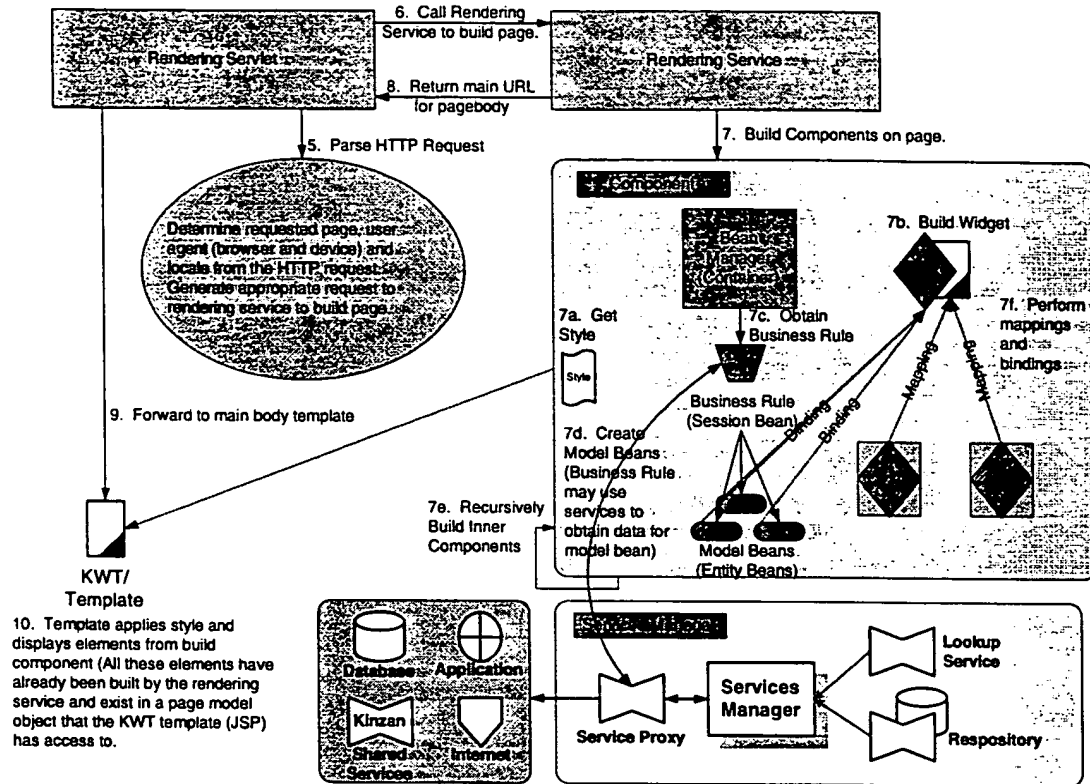 6. Call Rendering
Service to build page.
Rendering Servlet
Rendering Service
8. Return main URL
for pagebody
5. Parse HTTP Request
7. Build Components on page.
Determine requested page, user
agent (browser and device) and
locale from the HTTP request.
Generate appropriate request to
rendering service to build page.
Component
Bean
Manager
(Container)
7b. Build Widget
7a. Get
Style
Style
7c. Obtain
Business Rule
7f. Perform
mappings
and
bindings
Mapping
Mapping
Business Rule
(Session Bean)
Binding
Binding
9. Forward to main body template
7d. Create
Model Beans
(Business Rule
may use
services to
obtain data for
model bean)
7e. Recursively
Build Inner
Components
Model Beans
(Entity Beans)
KWT/
Template
10. Template applies style and
displays elements from build
component (All these elements have
already been built by the rendering
service and exist in a page model
object that the KWT template (JSP)
has access to.
Database
Application
Kinzan
Shared
Services
Internet
Service Proxy
Services
Manager
Lookup
Service
Respository